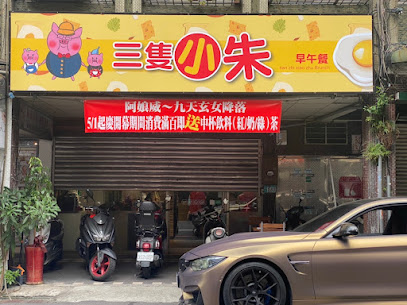 三隻小朱
早午餐
阿娘威～九天玄女降落
5/1起慶開幕期間消費滿百即送中杯飲料(紅/奶/綠)茶